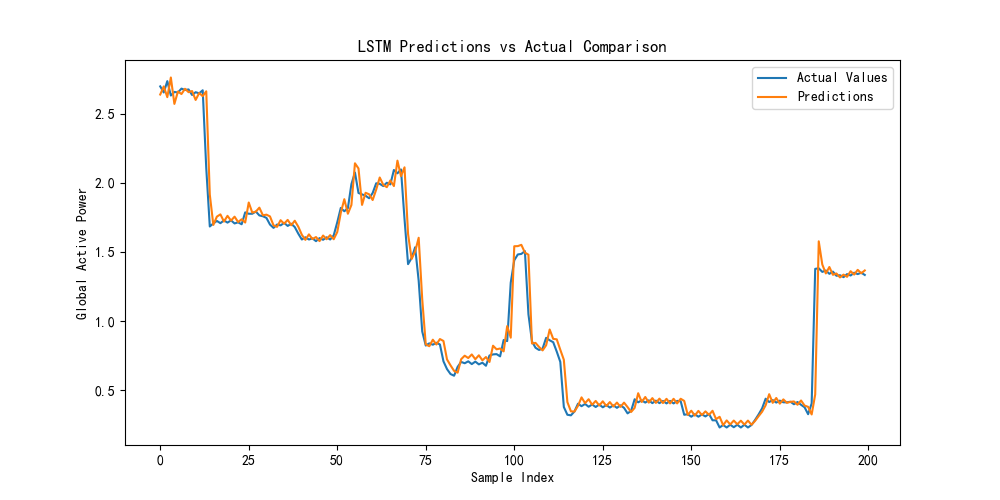 LSTM Predictions vs Actual Comparison
Actual Values
Predictions
Global Active Power
2.5
2.0
1.5
1.0
0.5
0
25
50
75
100
125
150
175
200
Sample Index